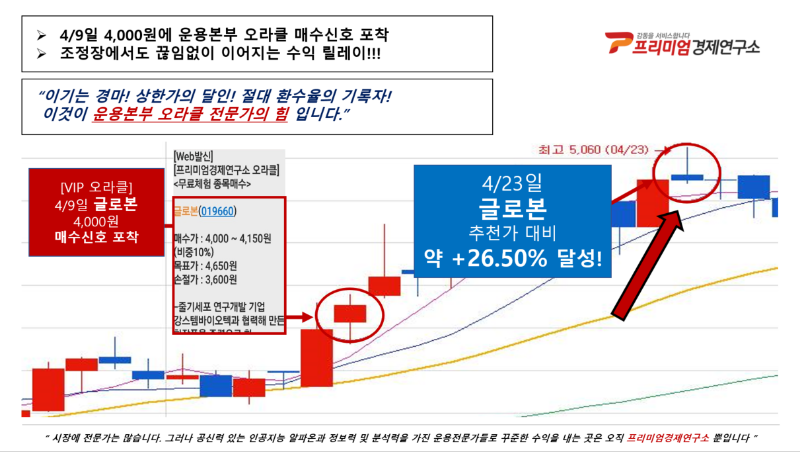 ➤ 4/9일 4,000원에 운용본부 오라클 매수신호 포착
➤ 조정장에서도 끊임없이 이어지는 수익 릴레이!!!
감동을 서비스합니다
프리미엄경제연구소
"이기는 경마! 상한가의 달인! 절대 환수율의 기록자!
이것이 운용본부 오라클 전문가의 힘 입니다."
최고 5,060 (04/23)
[Web발신]
[프리미엄경제연구소 오라클]
<무료체험 종목매수>
글로본(019660)
매수가 : 4,000 ~ 4,150원
(비중10%)
목표가 : 4,650원
손절가 : 3,600원
-줄기세포 연구개발 기업
강스템바이오텍과 협력해 만든
[VIP 오라클]
4/9일 글로본
4,000원
매수신호 포착
4/23일
글로본
추천가 대비
약 +26.50% 달성!
" 시장에 전문가는 많습니다. 그러나 공신력 있는 인공지능 알파온과 정보력 및 분석력을 가진 운용전문가들로 꾸준한 수익을 내는 곳은 오직 프리미엄경제연구소 뿐입니다 "